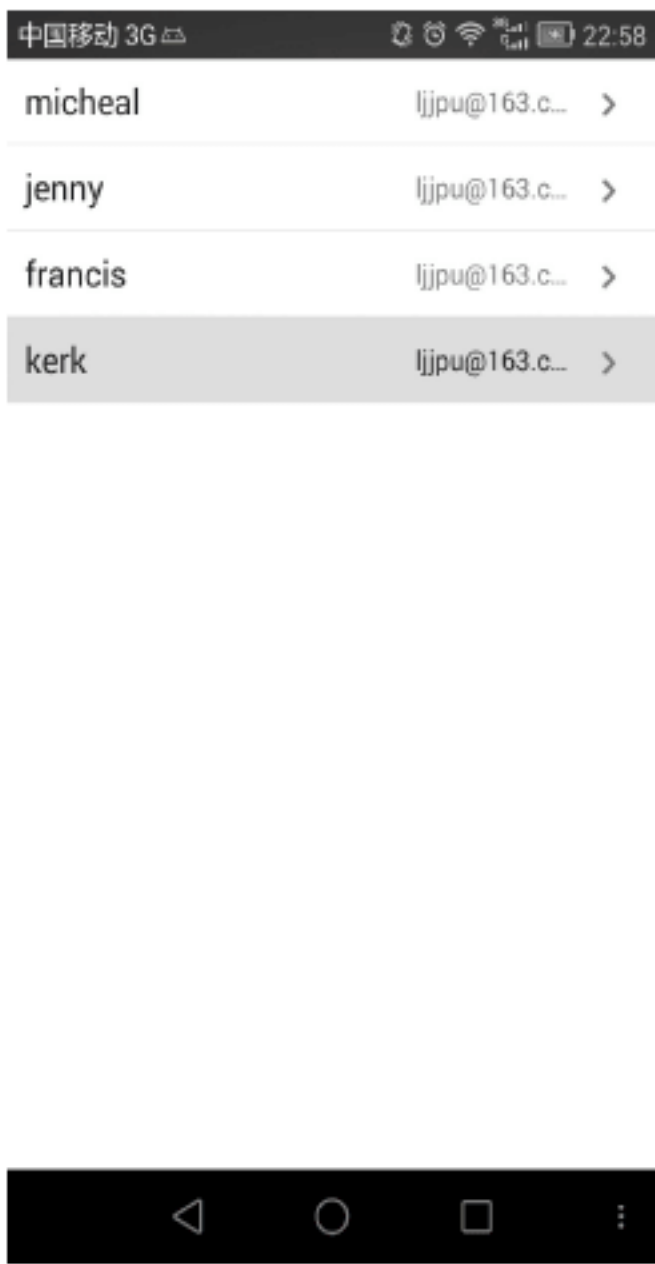 中国移动 3G 22:58
micheal ljjpu@163.c...
jenny ljjpu@163.c...
francis ljjpu@163.c...
kerk ljjpu@163.c...